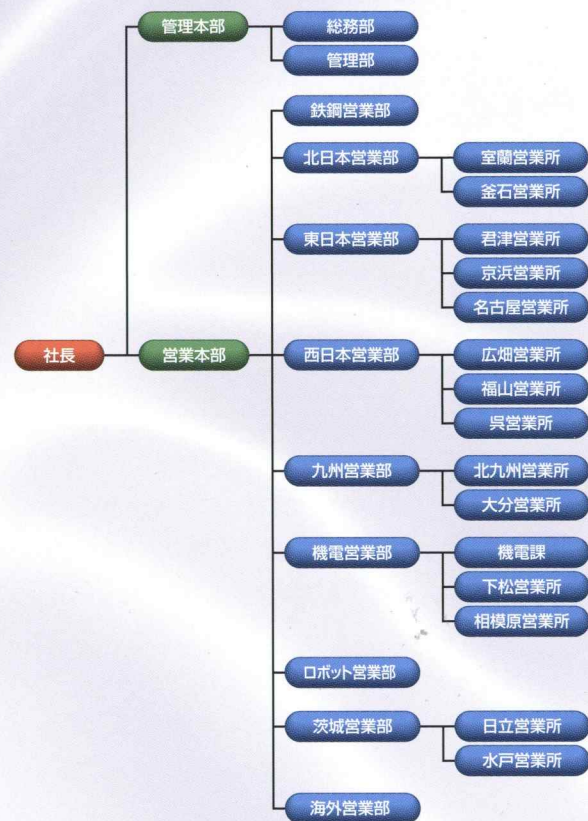 社長
管理本部
総務部
管理部
営業本部
鉄鋼営業部
北日本営業部
室蘭営業所
釜石営業所
東日本営業部
君津営業所
京浜営業所
名古屋営業所
西日本営業部
広畑営業所
福山営業所
呉営業所
九州営業部
北九州営業所
大分営業所
機電営業部
機電課
下松営業所
相模原営業所
ロボット営業部
茨城営業部
日立営業所
水戸営業所
海外営業部